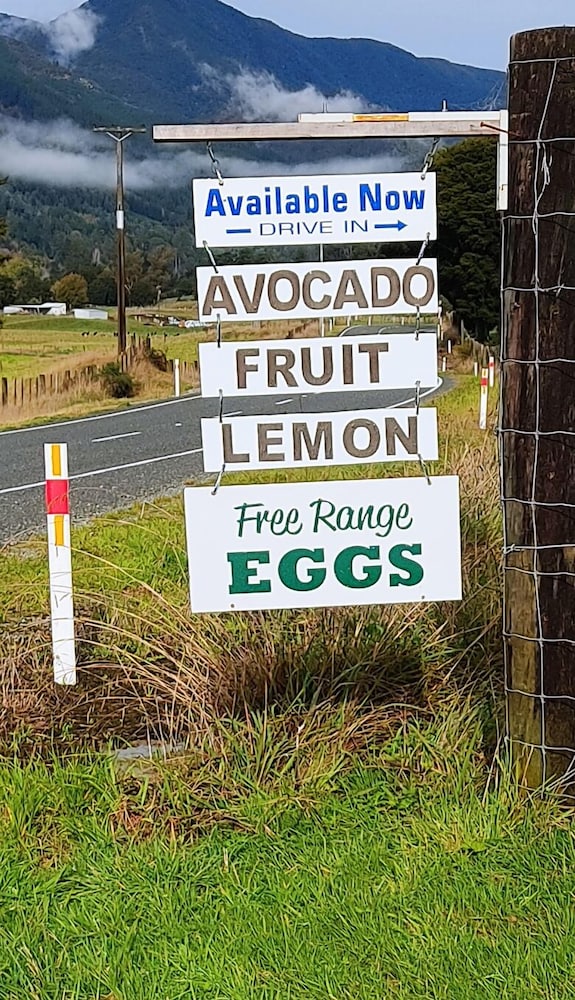 Available Now
DRIVE IN
AVOCADO
FRUIT
LEMON
Free Range
EGGS